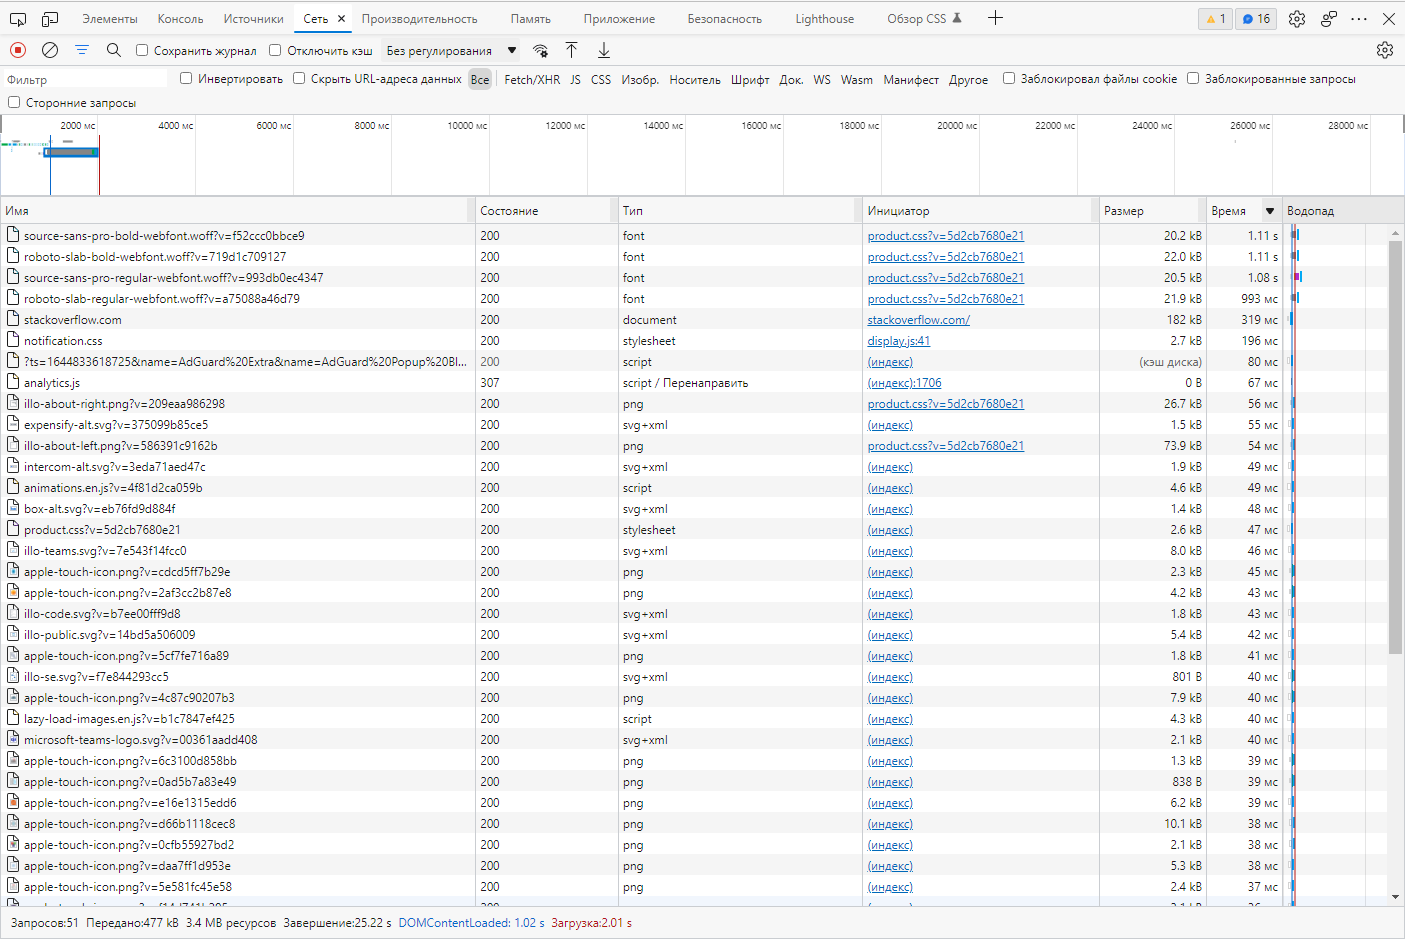 Элементы Консоль Источники Сеть Производительность Память Приложение Безопасность Lighthouse Обзор CSS 1 16
Сохранить журнал Отключить кэш Без регулирования
Фильтр Инвертировать Скрыть URL-адреса данных Все Fetch/XHR JS CSS Изобр. Носитель Шрифт Док. WS Wasm Манифест Другое Заблокировал файлы cookie Заблокированные запросы
Сторонние запросы
2000 мс 4000 мс 6000 мс 8000 мс 10000 мс 12000 мс 14000 мс 16000 мс 18000 мс 20000 мс 22000 мс 24000 мс 26000 мс 28000 мс
Имя Состояние Тип Инициатор Размер Время Водопад
source-sans-pro-bold-webfont.woff?v=f52ccc0bbce9 200 font product.css?v=5d2cb7680e21 20.2 kB 1.11 s
roboto-slab-bold-webfont.woff?v=719d1c709127 200 font product.css?v=5d2cb7680e21 22.0 kB 1.11 s
source-sans-pro-regular-webfont.woff?v=993db0ec4347 200 font product.css?v=5d2cb7680e21 20.5 kB 1.08 s
roboto-slab-regular-webfont.woff?v=a75088a46d79 200 font product.css?v=5d2cb7680e21 21.9 kB 993 мс
stackoverflow.com 200 document stackoverflow.com/ 182 kB 319 мс
notification.css 200 stylesheet display.js:41 2.7 kB 196 мс
?ts=1644833618725&name=AdGuard%20Extra&name=AdGuard%20Popup%20Bl... 200 script (индекс) (кэш диска) 80 мс
analytics.js 307 script / Перенаправить (индекс):1706 0 B 67 мс
illo-about-right.png?v=209eaa986298 200 png product.css?v=5d2cb7680e21 26.7 kB 56 мс
expensify-alt.svg?v=375099b85ce5 200 svg+xml (индекс) 1.5 kB 55 мс
illo-about-left.png?v=586391c9162b 200 png product.css?v=5d2cb7680e21 73.9 kB 54 мс
intercom-alt.svg?v=3eda71aed47c 200 svg+xml (индекс) 1.9 kB 49 мс
animations.en.js?v=4f81d2ca059b 200 script (индекс) 4.6 kB 49 мс
box-alt.svg?v=eb76fd9d884f 200 svg+xml (индекс) 1.4 kB 48 мс
product.css?v=5d2cb7680e21 200 stylesheet (индекс) 2.6 kB 47 мс
illo-teams.svg?v=7e543f14fcc0 200 svg+xml (индекс) 8.0 kB 46 мс
apple-touch-icon.png?v=cdcd5ff7b29e 200 png (индекс) 2.3 kB 45 мс
apple-touch-icon.png?v=2af3cc2b87e8 200 png (индекс) 4.2 kB 43 мс
illo-code.svg?v=b7ee00fff9d8 200 svg+xml (индекс) 1.8 kB 43 мс
illo-public.svg?v=14bd5a506009 200 svg+xml (индекс) 5.4 kB 42 мс
apple-touch-icon.png?v=5cf7fe716a89 200 png (индекс) 1.8 kB 41 мс
illo-se.svg?v=f7e844293cc5 200 svg+xml (индекс) 801 B 40 мс
apple-touch-icon.png?v=4c87c90207b3 200 png (индекс) 7.9 kB 40 мс
lazy-load-images.en.js?v=b1c7847ef425 200 script (индекс) 4.3 kB 40 мс
microsoft-teams-logo.svg?v=00361aadd408 200 svg+xml (индекс) 2.1 kB 40 мс
apple-touch-icon.png?v=6c3100d858bb 200 png (индекс) 1.3 kB 39 мс
apple-touch-icon.png?v=0ad5b7a83e49 200 png (индекс) 838 B 39 мс
apple-touch-icon.png?v=e16e1315edd6 200 png (индекс) 6.2 kB 39 мс
apple-touch-icon.png?v=d66b1118cec8 200 png (индекс) 10.1 kB 38 мс
apple-touch-icon.png?v=0cfb55927bd2 200 png (индекс) 2.1 kB 38 мс
apple-touch-icon.png?v=daa7ff1d953e 200 png (индекс) 5.3 kB 38 мс
apple-touch-icon.png?v=5e581fc45e58 200 png (индекс) 2.4 kB 37 мс
Запросов:51 Передано:477 kB 3.4 MB ресурсов Завершение:25.22 s DOMContentLoaded: 1.02 s Загрузка:2.01 s